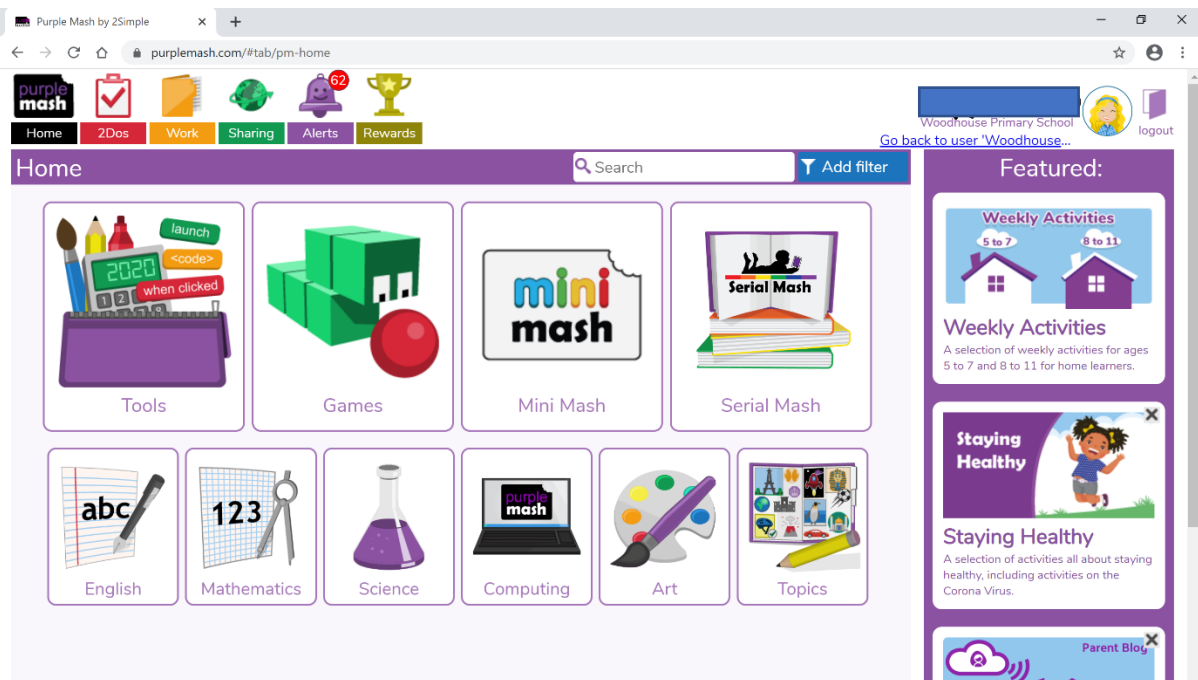 Purple Mash by 2Simple
purplemash.com/#tab/pm-home
purple
mash
62
Home
2Dos
Work
Sharing
Alerts
Rewards
Woodhouse Primary School
logout
Go back to user 'Woodhouse...
Home
Search
Add filter
Featured:
launch
<code>
when clicked
2020
1 2
Tools
Games
mini
mash
Mini Mash
Serial Mash
Serial Mash
abc
English
123
Mathematics
Science
purple
mash
Computing
Art
Topics
Weekly Activities
5 to 7
8 to 11
Weekly Activities
A selection of weekly activities for ages
5 to 7 and 8 to 11 for home learners.
Staying
Healthy
Staying Healthy
A selection of activities all about staying
healthy, including activities on the
Corona Virus.
Parent Blog